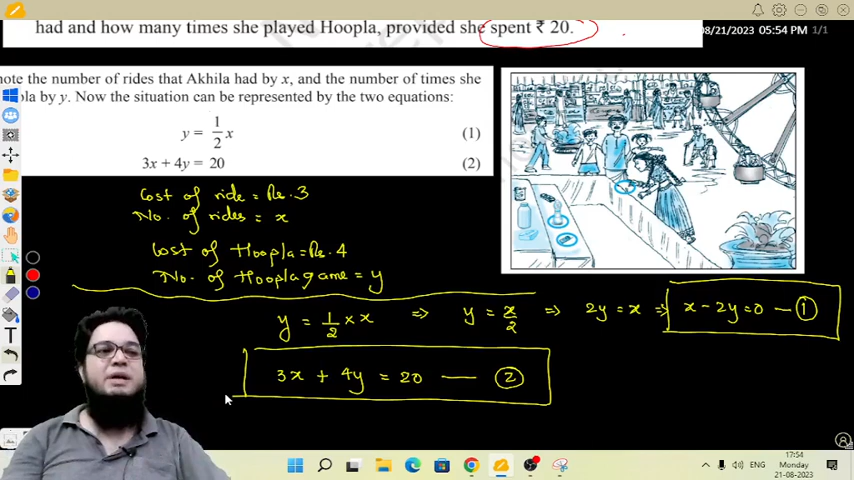 had and how many times she played Hoopla, provided she spent ₹ 20.
08/21/2023 05:54 PM 1/1
note the number of rides that Akhila had by x, and the number of times she
pla by y. Now the situation can be represented by the two equations:
y = 1/2 x (1)
3x + 4y = 20 (2)
Cost of ride = Rs. 3
No. of rides = x
Cost of Hoopla = Rs. 4
No. of Hoopla game = y
y = 1/2 × x ⇒ y = x/2 ⇒ 2y = x ⇒ x - 2y = 0 — ①
3x + 4y = 20 — ②
T
ENG
17:54
Monday
21-08-2023